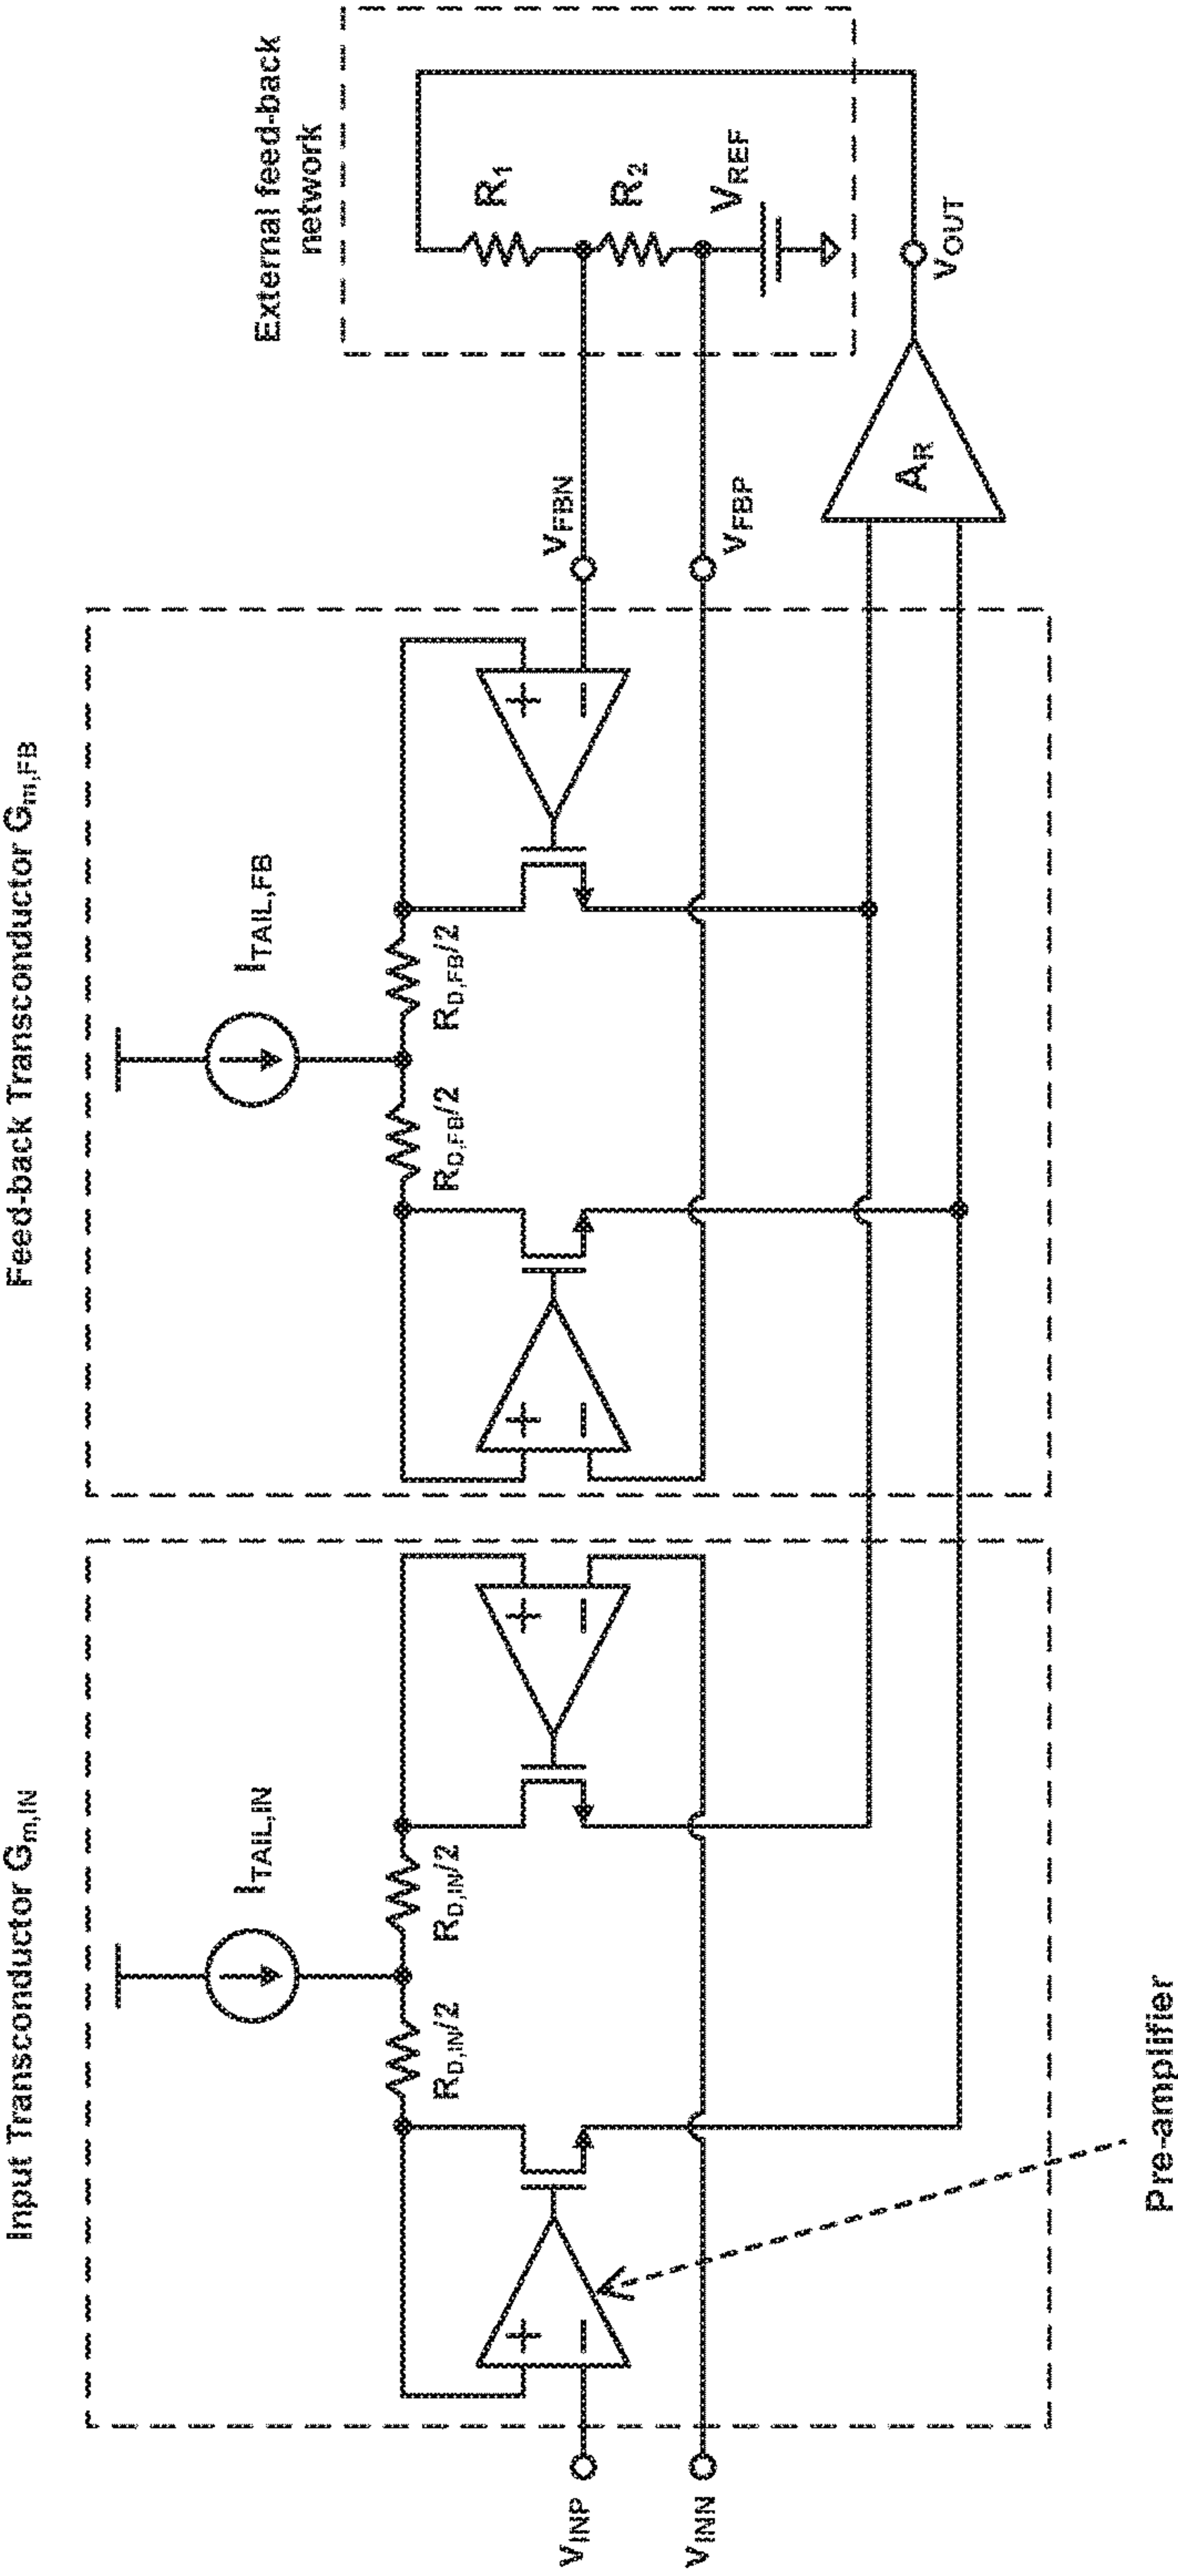 Input Transconductor Gm,IN
Feed-back Transconductor Gm,FB
External feed-back
network
ITAIL,IN
ITAIL,FB
RD,IN/2
RD,IN/2
RD,FB/2
RD,FB/2
R1
R2
VREF
+
−
+
−
+
−
+
−
VINP
VINN
VFBN
VFBP
AR
VOUT
Pre-amplifier